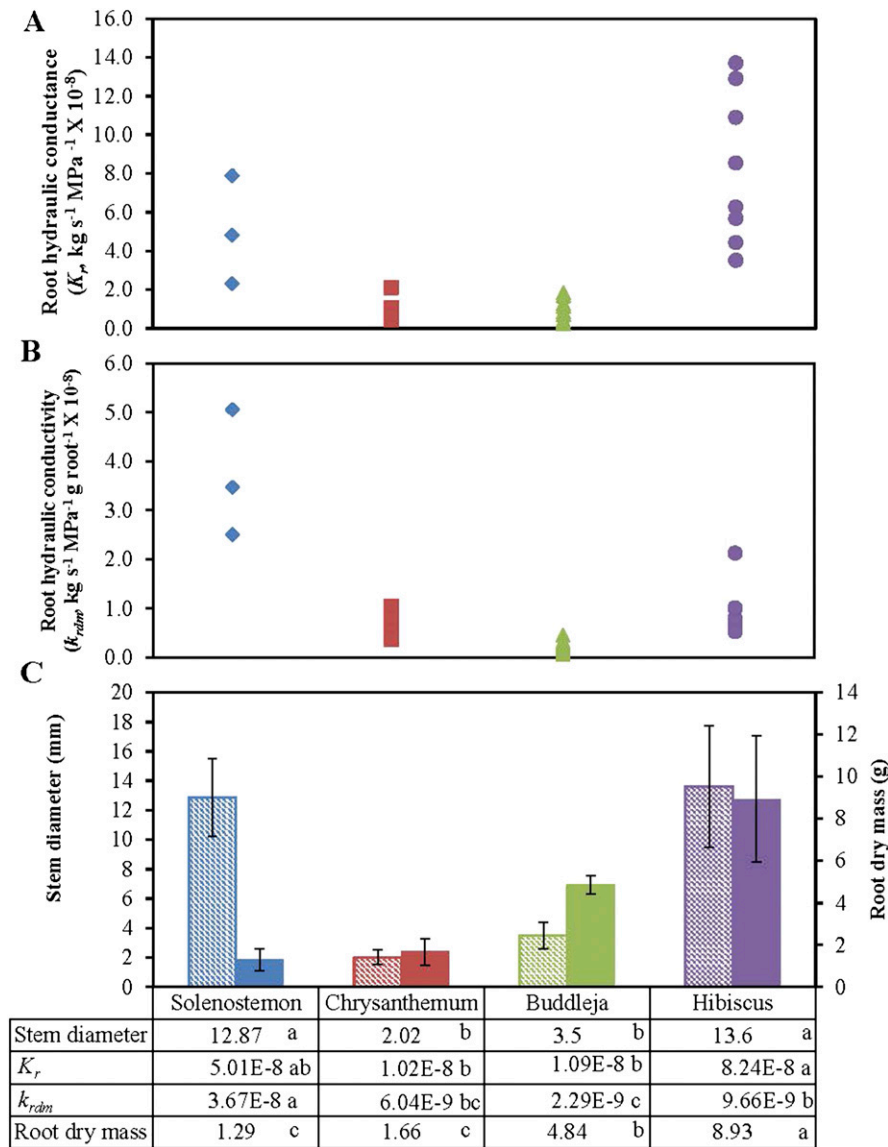 A
Root hydraulic conductance
(Kr, kg s-1 MPa -1 X 10-8)
16.0
14.0
12.0
10.0
8.0
6.0
4.0
2.0
0.0
B
Root hydraulic conductivity
(krdm, kg s-1 MPa-1 g root-1 X 10-8)
6.0
5.0
4.0
3.0
2.0
1.0
0.0
C
Stem diameter (mm)
20
18
16
14
12
10
8
6
4
2
0
14
12
10
8
6
4
2
0
Root dry mass (g)
Solenostemon Chrysanthemum Buddleja Hibiscus
Stem diameter 12.87 a 2.02 b 3.5 b 13.6 a
Kr 5.01E-8 ab 1.02E-8 b 1.09E-8 b 8.24E-8 a
krdm 3.67E-8 a 6.04E-9 bc 2.29E-9 c 9.66E-9 b
Root dry mass 1.29 c 1.66 c 4.84 b 8.93 a